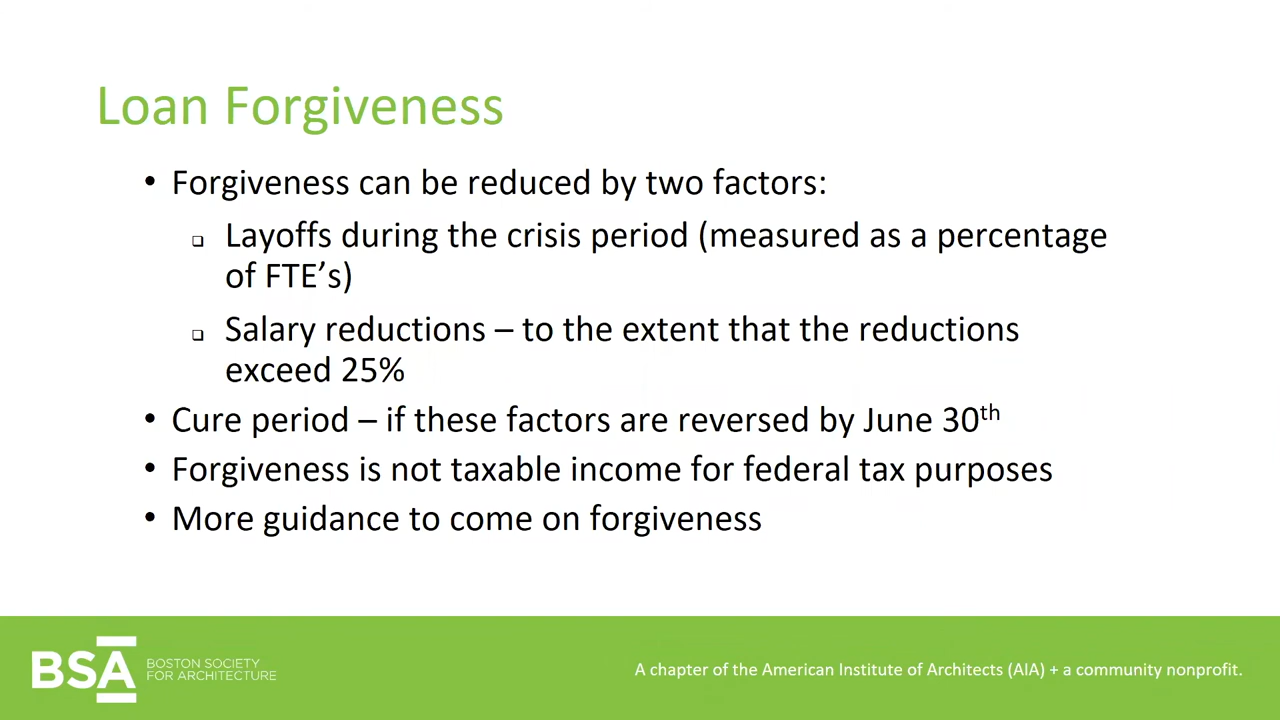 Loan Forgiveness
• Forgiveness can be reduced by two factors:
❑ Layoffs during the crisis period (measured as a percentage
of FTE’s)
❑ Salary reductions – to the extent that the reductions
exceed 25%
• Cure period – if these factors are reversed by June 30th
• Forgiveness is not taxable income for federal tax purposes
• More guidance to come on forgiveness
BSA
BOSTON SOCIETY
FOR ARCHITECTURE
A chapter of the American Institute of Architects (AIA) + a community nonprofit.